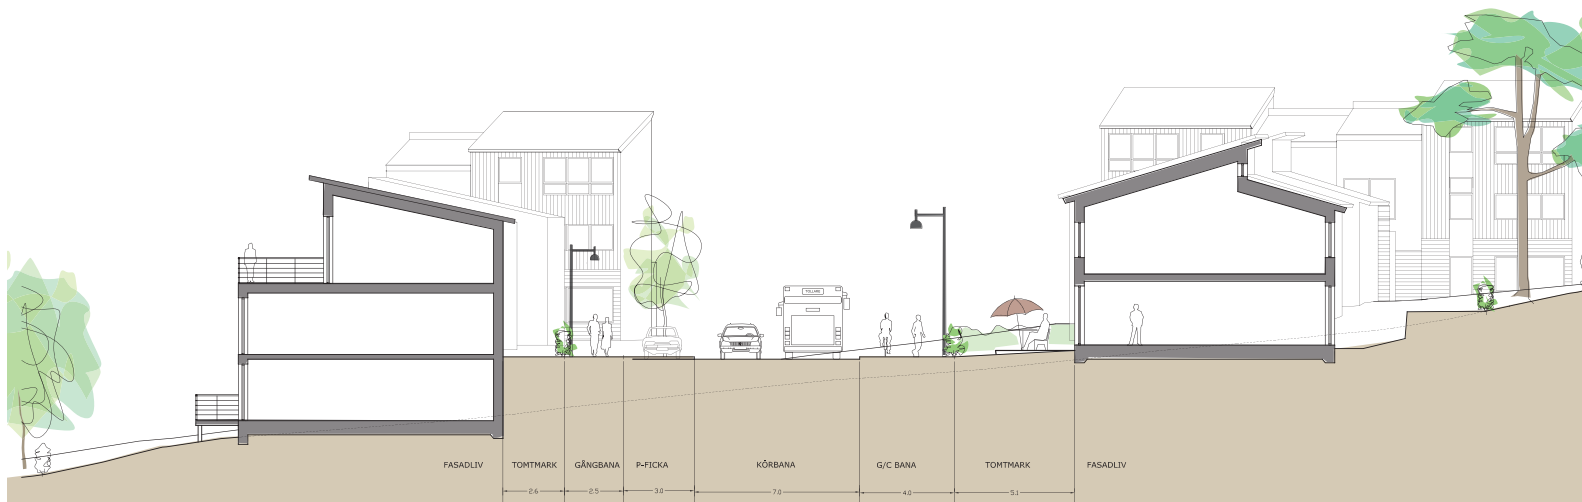 TOLLARE
FASADLIV TOMTMARK GÅNGBANA P-FICKA KÖRBANA G/C BANA TOMTMARK FASADLIV
2.6 2.5 3.0 7.0 4.0 5.1